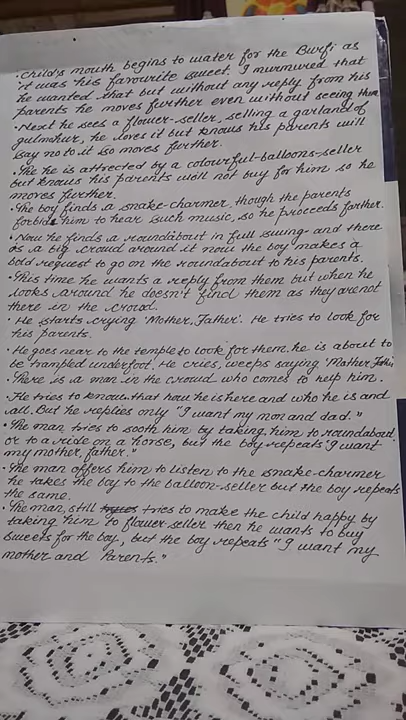 • Child's mouth begins to water for the Burfi as
it was his favourite sweet. I murmured that
he wanted that but without any reply from his
parents he moves further even without seeing them
• Next he sees a flower-seller, selling a garland of
gulmohur, he loves it but knows his parents will
say no to it so moves further.
• The he is attrected by a colourful-balloons-seller
but knows his parents will not buy for him so he
moves further.
• The boy finds a snake-charmer, though the parents
forbids him to hear such music, so he proceeds farther.
• Now he finds a roundabout in full swing and there
is a big crowd around it now the boy makes a
bold request to go on the roundabout to his parents.
• This time he wants a reply from them but when he
looks around he doesn't find them as they are not
there in the crowd.
• He starts crying 'Mother, Father'. He tries to look for
his parents.
• He goes near to the temple to look for them. he is about to
be trampled underfoot. He cries, weeps saying 'Mother,
• There is a man in the crowd who comes to help him.
• He tries to know that how he is here and who he is and
all. But he replies only "I want my mon and dad."
• The man tries to sooth him by taking him to roundabout
or to a ride on a horse, but the boy repeats "I want
my mother, father."
• The man offers him to listen to the snake-charmer
he takes the boy to the balloon-seller but the boy repeats
the same.
• The man, still tries to make the child happy by
taking him to flower seller then he wants to buy
sweets for the boy, but the boy repeats "I want my
mother and Parents."